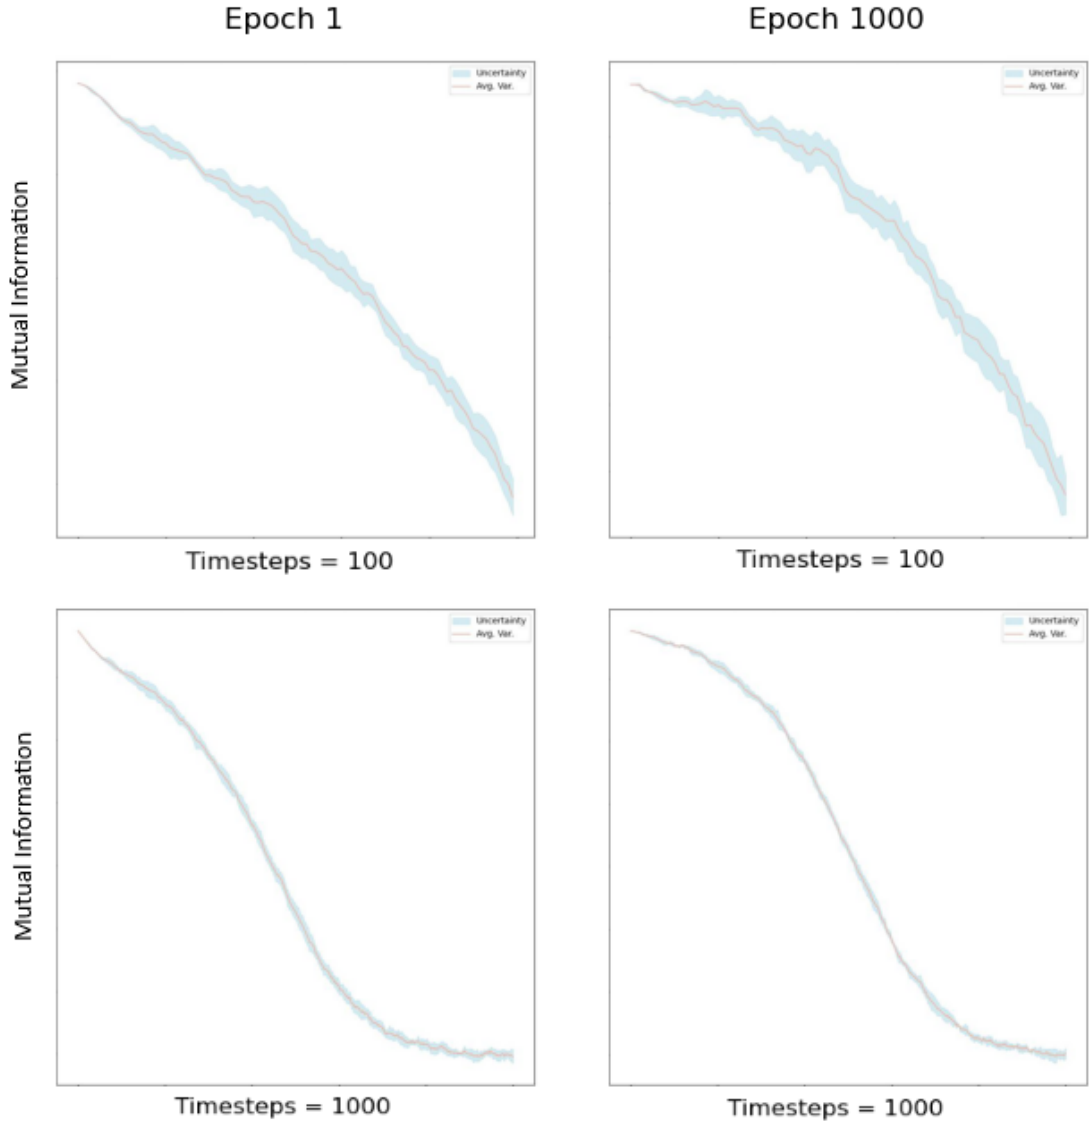 Epoch 1
Epoch 1000
Uncertainty
Avg. Var.
Uncertainty
Avg. Var.
Mutual Information
Timesteps = 100
Timesteps = 100
Uncertainty
Avg. Var.
Uncertainty
Avg. Var.
Mutual Information
Timesteps = 1000
Timesteps = 1000